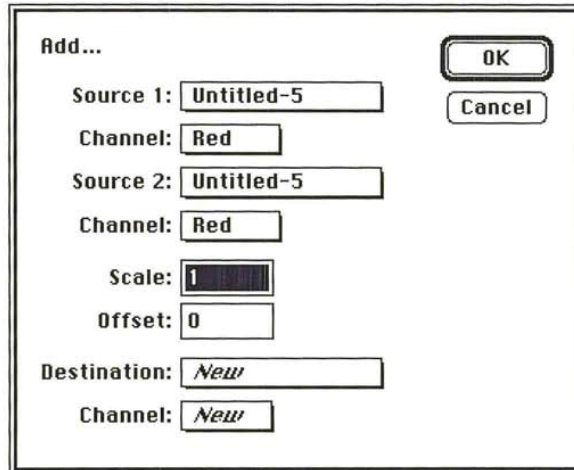 Add...
OK
Source 1: Untitled-5
Cancel
Channel: Red
Source 2: Untitled-5
Channel: Red
Scale: 1
Offset: 0
Destination: New
Channel: New